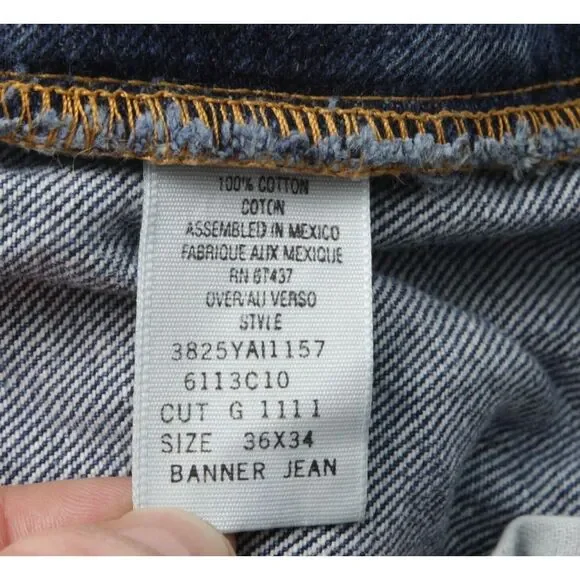 100% COTTON
COTON
ASSEMBLED IN MEXICO
FABRIQUE AUX MEXIQUE
RN 67437
OVER/AU VERSO
STYLE
3825YAI1157
6113C10
CUT G 1111
SIZE 36X34
BANNER JEAN